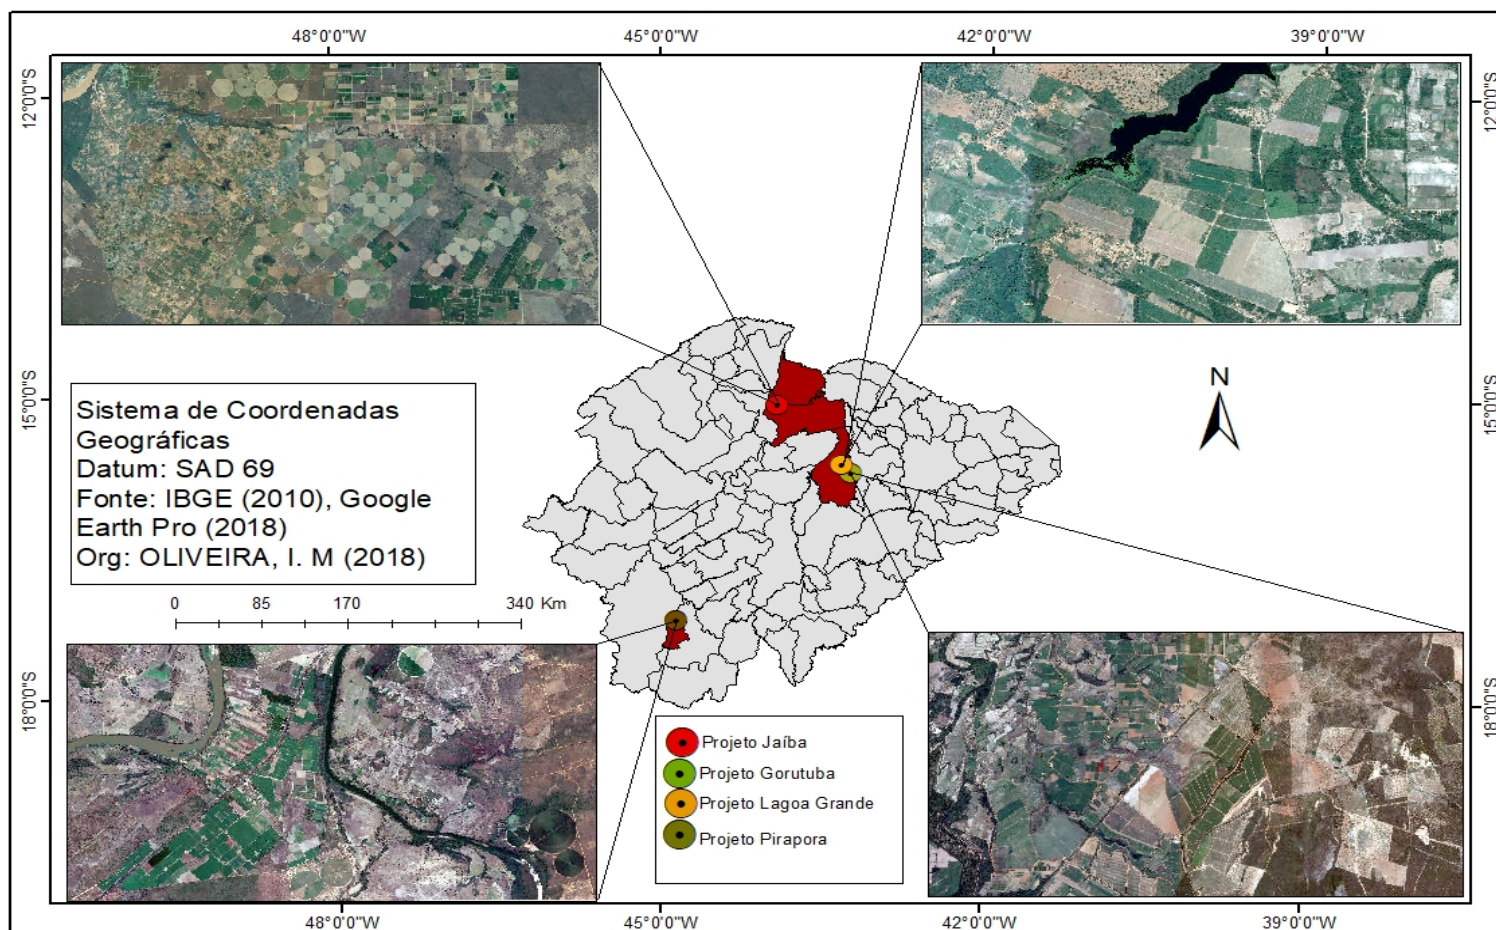 48°0'0"W 45°0'0"W 42°0'0"W 39°0'0"W
12°0'0"S
12°0'0"S
15°0'0"S
15°0'0"S
N
Sistema de Coordenadas
Geográficas
Datum: SAD 69
Fonte: IBGE (2010), Google
Earth Pro (2018)
Org: OLIVEIRA, I. M (2018)
0 85 170 340 Km
18°0'0"S
18°0'0"S
Projeto Jaíba
Projeto Gorutuba
Projeto Lagoa Grande
Projeto Pirapora
48°0'0"W 45°0'0"W 42°0'0"W 39°0'0"W